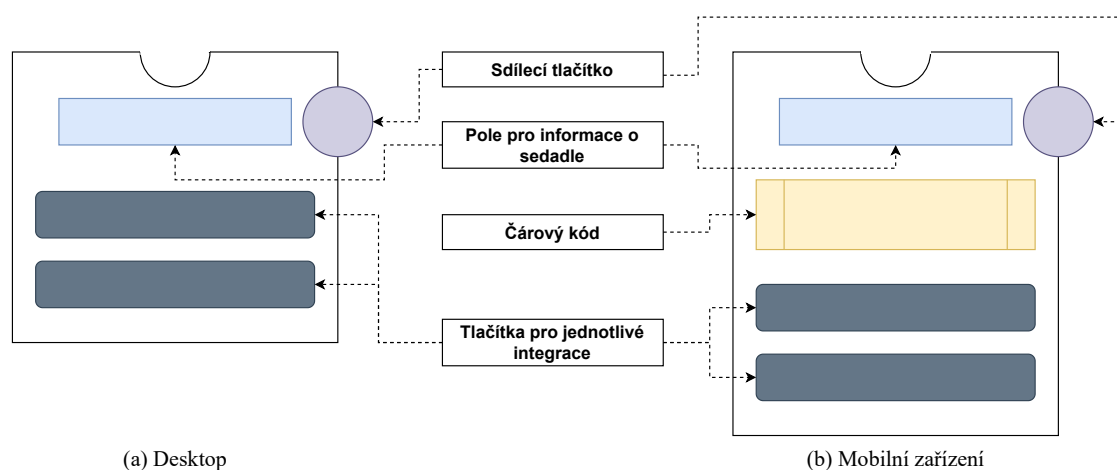 Sdílecí tlačítko
Pole pro informace o
sedadle
Čárový kód
Tlačítka pro jednotlivé
integrace
(a) Desktop
(b) Mobilní zařízení